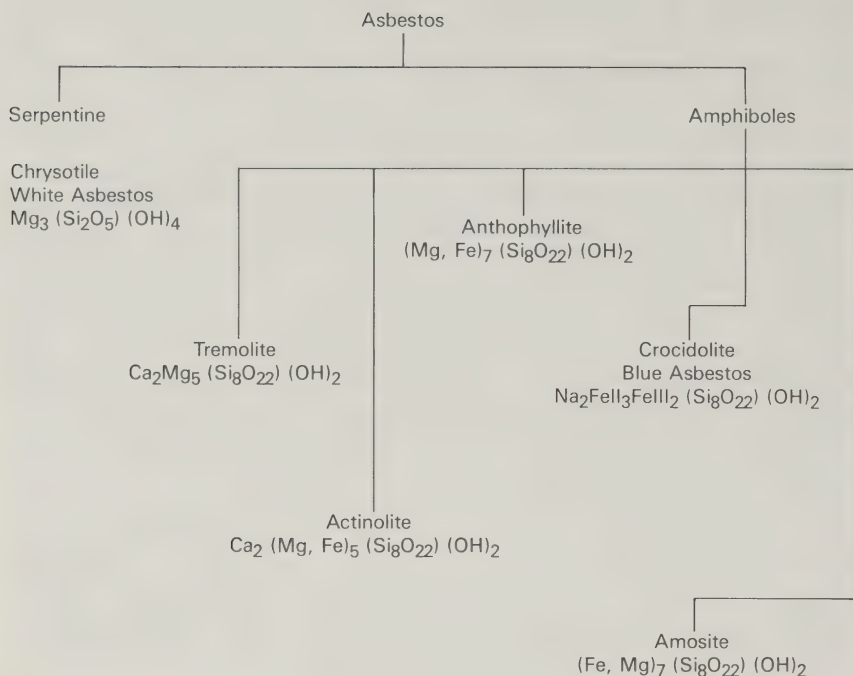 Asbestos
Serpentine
Amphiboles
Chrysotile
White Asbestos
Mg₃ (Si₂O₅) (OH)₄
Anthophyllite
(Mg, Fe)₇ (Si₈O₂₂) (OH)₂
Tremolite
Ca₂Mg₅ (Si₈O₂₂) (OH)₂
Crocidolite
Blue Asbestos
Na₂FeII₃FeIII₂ (Si₈O₂₂) (OH)₂
Actinolite
Ca₂ (Mg, Fe)₅ (Si₈O₂₂) (OH)₂
Amosite
(Fe, Mg)₇ (Si₈O₂₂) (OH)₂